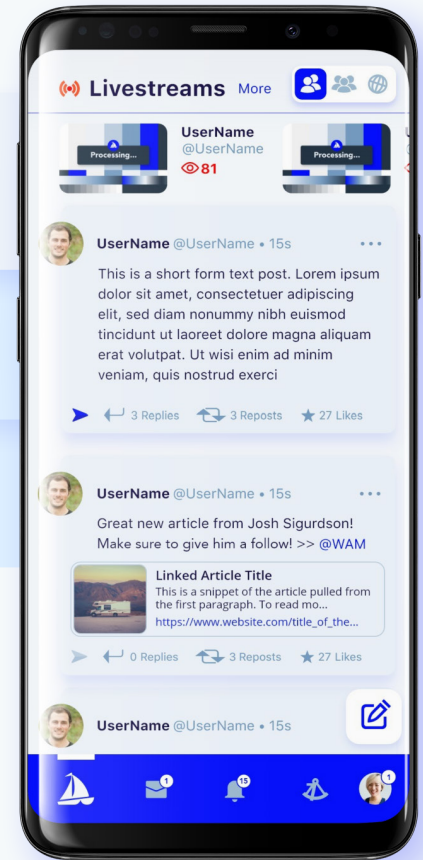 Livestreams More
Processing...
UserName
@UserName
81
Processing...
UserName @UserName • 15s
This is a short form text post. Lorem ipsum
dolor sit amet, consectetuer adipiscing
elit, sed diam nonummy nibh euismod
tincidunt ut laoreet dolore magna aliquam
erat volutpat. Ut wisi enim ad minim
veniam, quis nostrud exerci
3 Replies 3 Reposts 27 Likes
UserName @UserName • 15s
Great new article from Josh Sigurdson!
Make sure to give him a follow! >> @WAM
Linked Article Title
This is a snippet of the article pulled from
the first paragraph. To read mo...
https://www.website.com/title_of_the...
0 Replies 3 Reposts 27 Likes
UserName @UserName • 15s
1 15 1